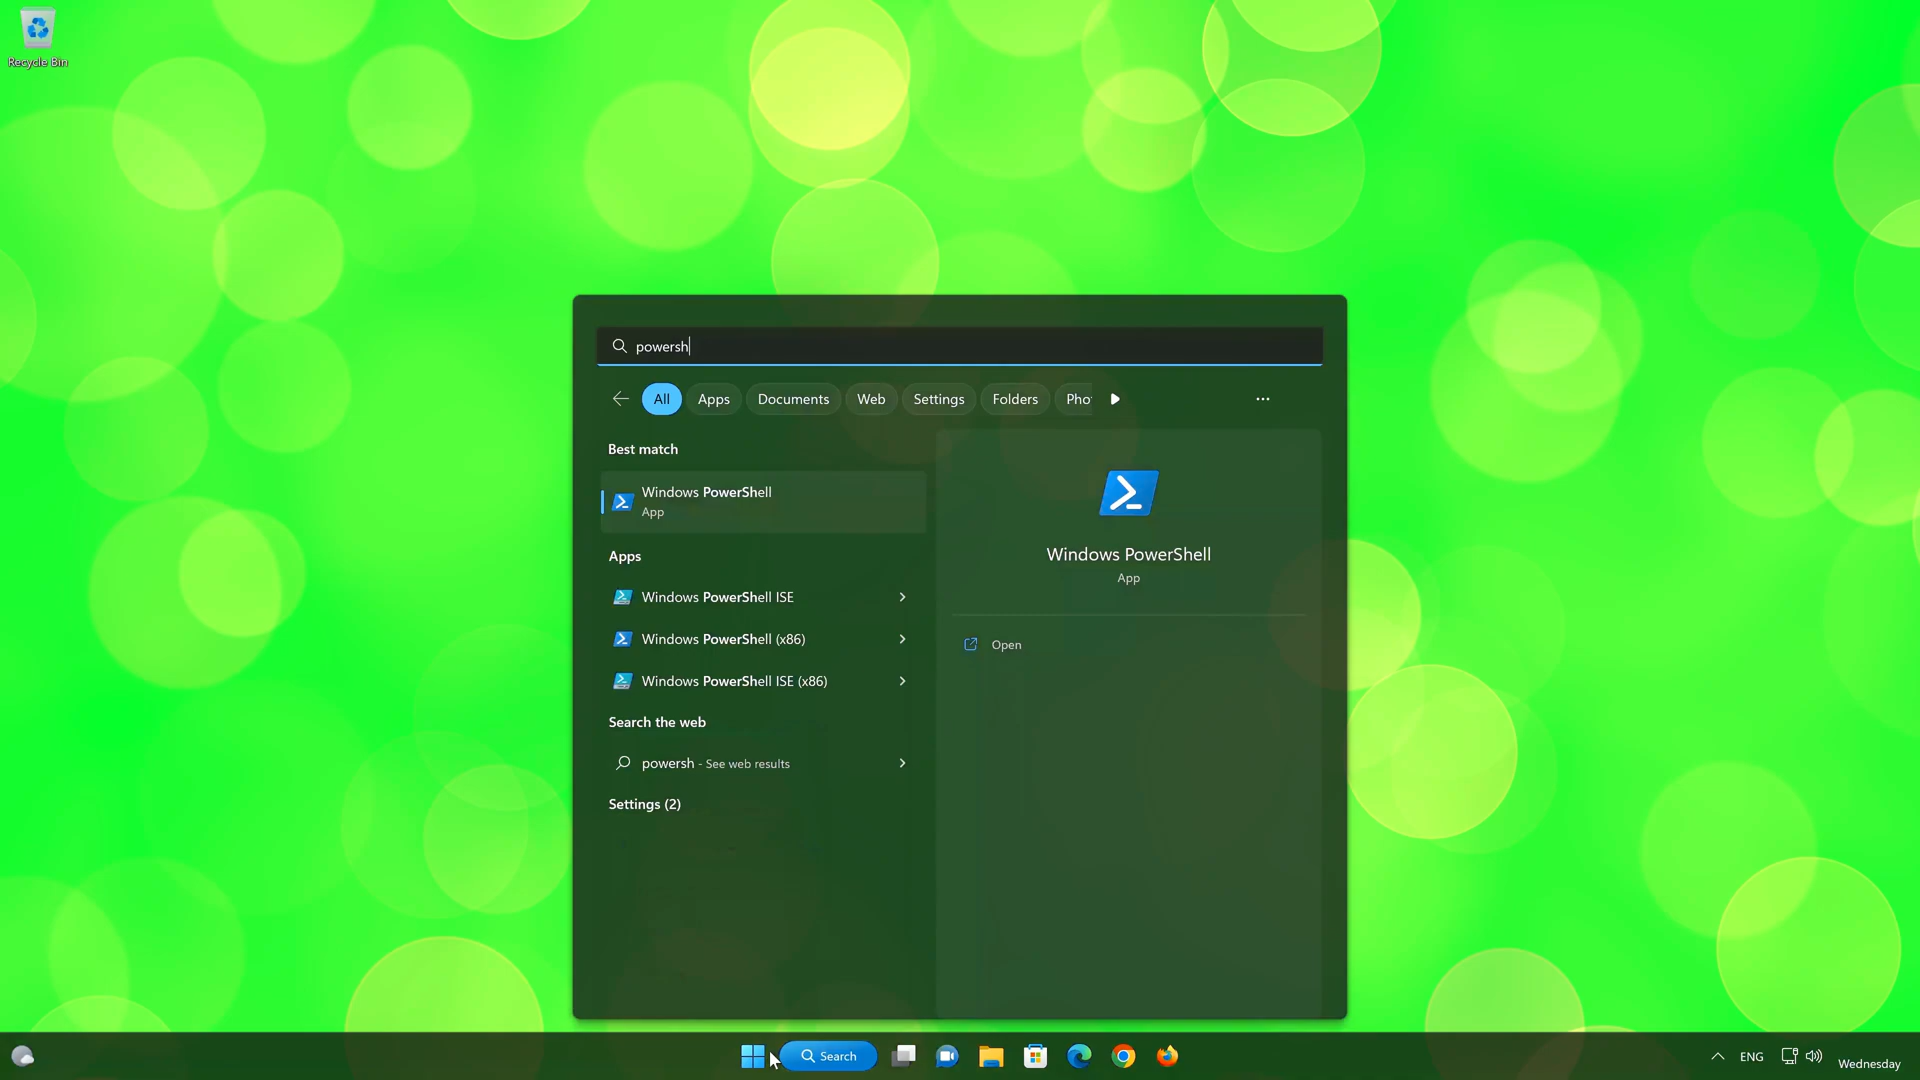 Recycle Bin
powersh
All Apps Documents Web Settings Folders Pho
Best match
Windows PowerShell
App
Apps
Windows PowerShell ISE
Windows PowerShell (x86)
Windows PowerShell ISE (x86)
Search the web
powersh - See web results
Settings (2)
Windows PowerShell
App
Open
Search
ENG
Wednesday